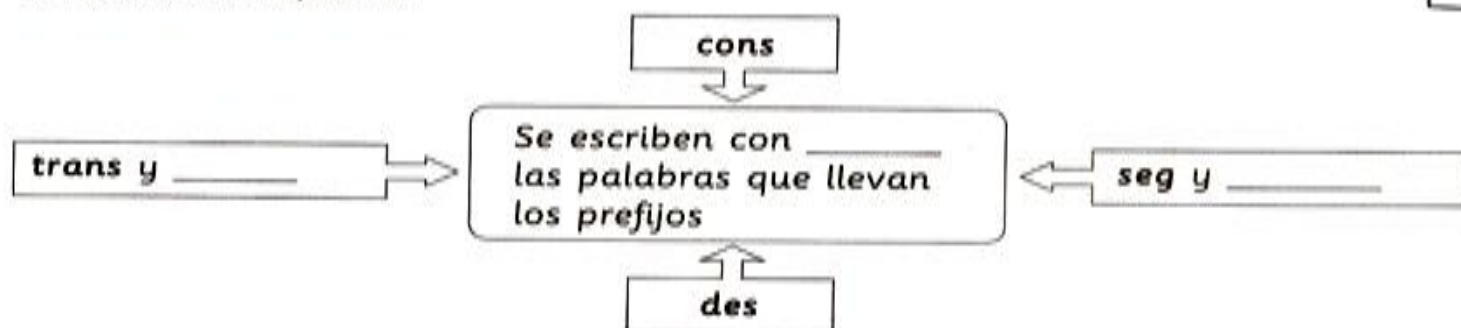 cons
trans y ______
Se escriben con ______
las palabras que llevan
los prefijos
seg y ______
des